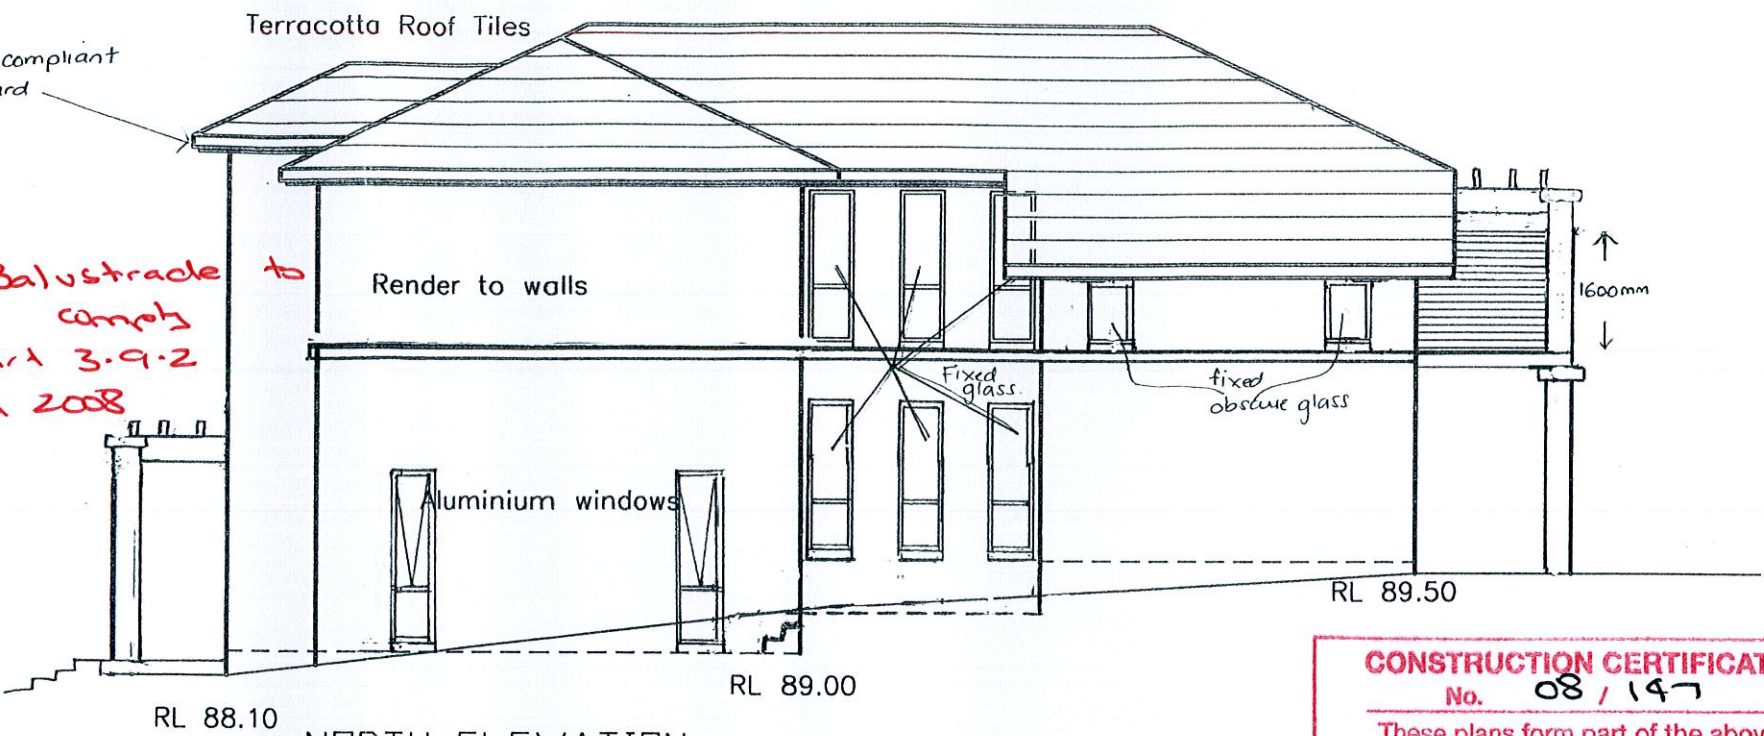 Terracotta Roof Tiles
compliant
Balustrade to
comply
3.9.2
2008
Render to walls
1600mm
Fixed
glass.
fixed
obscure glass
Aluminium windows
RL 89.50
RL 89.00
RL 88.10
NORTH ELEVATION
CONSTRUCTION CERTIFICAT
No. 08 / 147
These plans form part of the abov